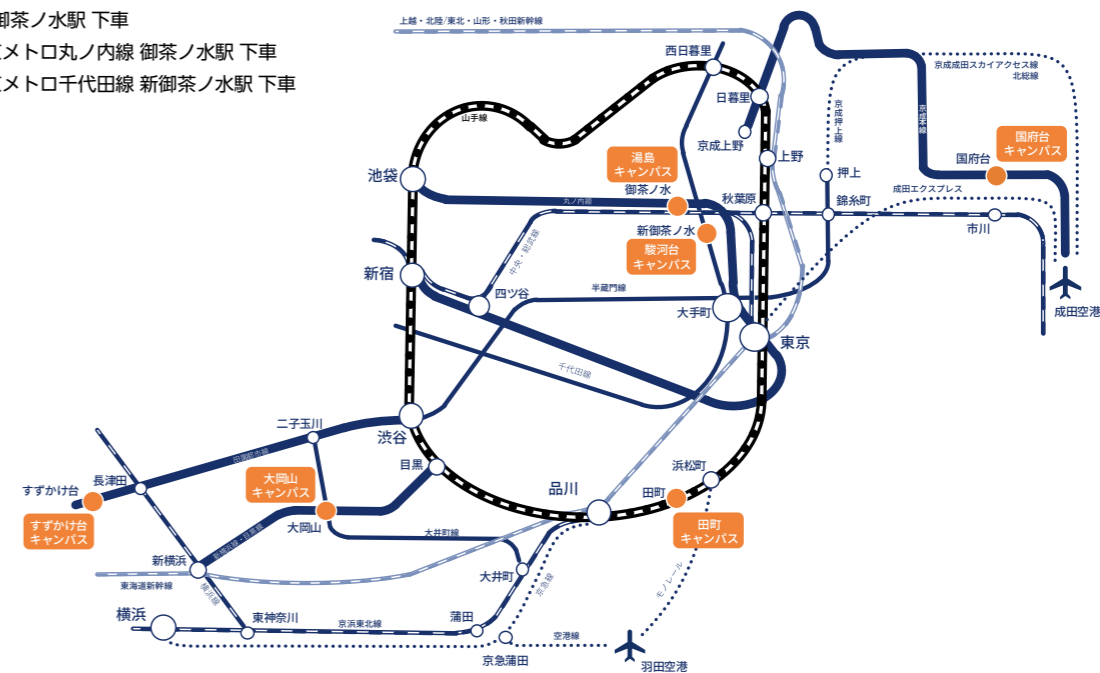 御茶ノ水駅 下車
メトロ丸ノ内線 御茶ノ水駅 下車
メトロ千代田線 新御茶ノ水駅 下車
上越・北陸/東北・山形・秋田新幹線
西日暮里
日暮里
京成成田スカイアクセス線
北総線
山手線
京成上野
京成押上線
京成本線
国府台
キャンパス
国府台
上野
湯島
キャンパス
池袋
御茶ノ水
丸ノ内線
秋葉原
押上
錦糸町
成田エクスプレス
市川
新御茶ノ水
駿河台
キャンパス
中央・総武線
新宿
四ツ谷
半蔵門線
大手町
東京
成田空港
千代田線
渋谷
二子玉川
田園都市線
目黒
長津田
すずかけ台
すずかけ台
キャンパス
大岡山
キャンパス
大岡山
品川
浜松町
田町
田町
キャンパス
大井町線
新横浜
東海道新幹線
横浜線
大井町
京急線
モノレール
横浜
東神奈川
京浜東北線
蒲田
京急蒲田
空港線
羽田空港